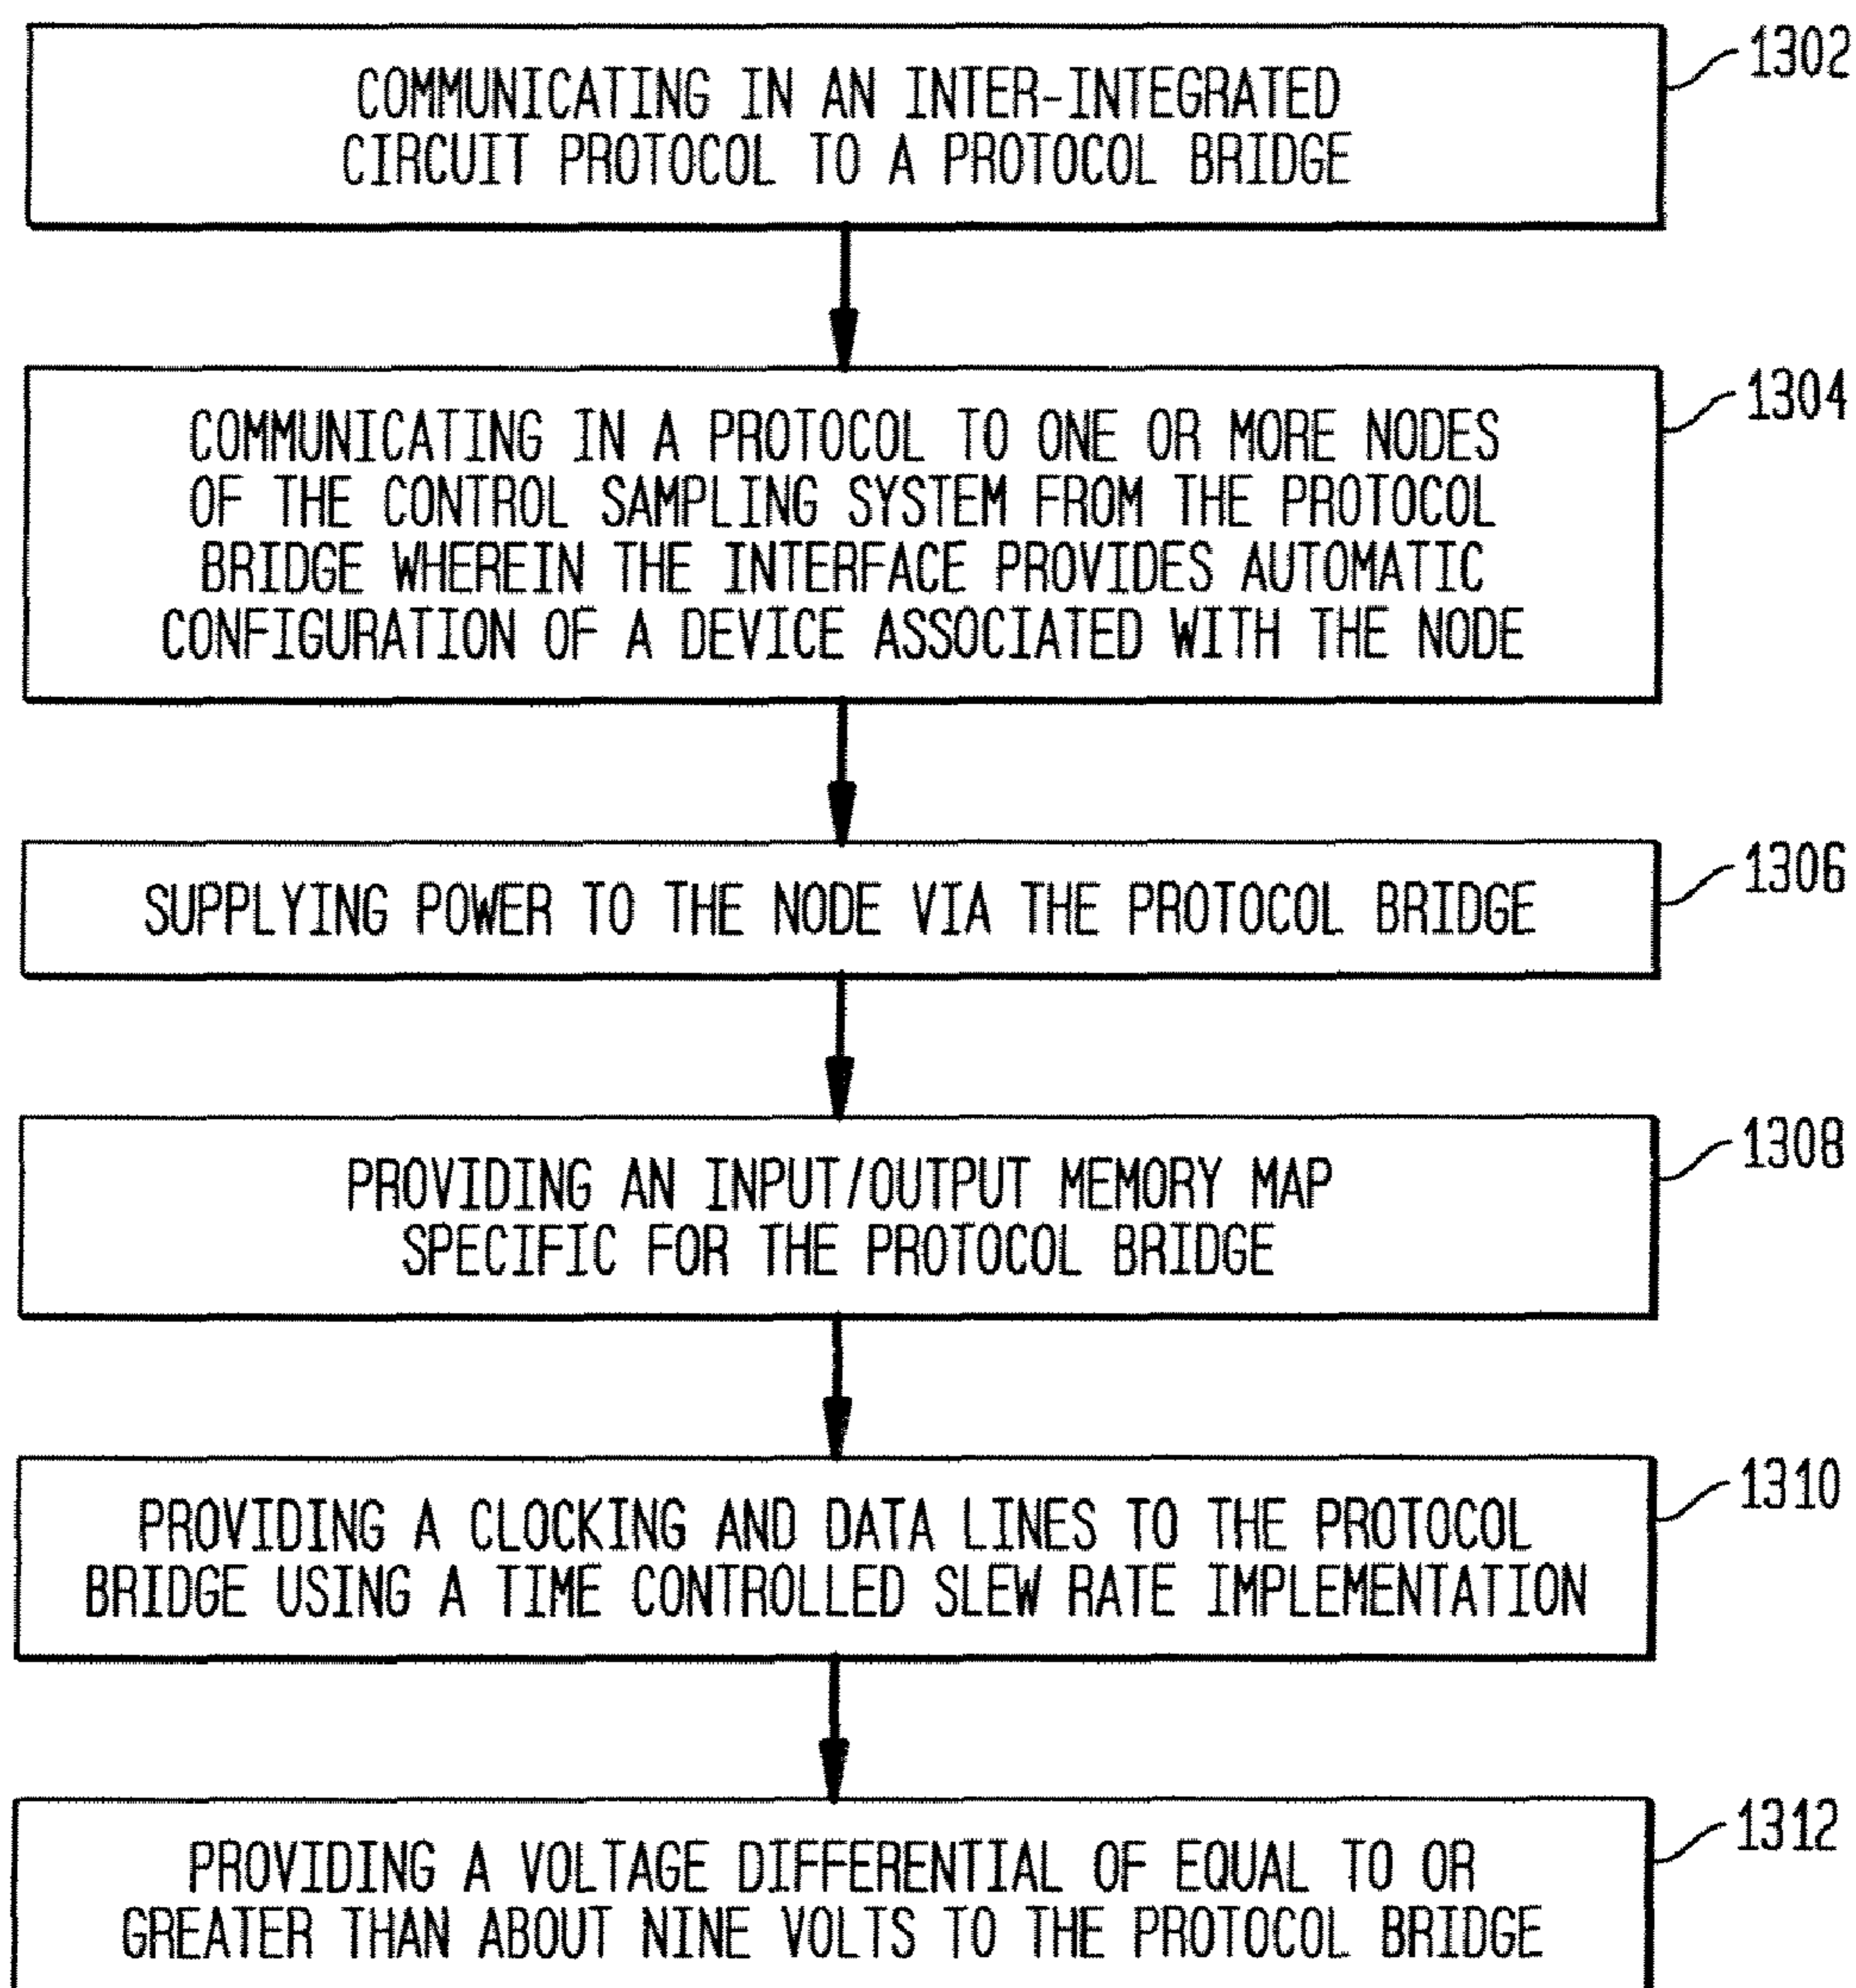 COMMUNICATING IN AN INTER-INTEGRATED
CIRCUIT PROTOCOL TO A PROTOCOL BRIDGE
1302
COMMUNICATING IN A PROTOCOL TO ONE OR MORE NODES
OF THE CONTROL SAMPLING SYSTEM FROM THE PROTOCOL
BRIDGE WHEREIN THE INTERFACE PROVIDES AUTOMATIC
CONFIGURATION OF A DEVICE ASSOCIATED WITH THE NODE
1304
SUPPLYING POWER TO THE NODE VIA THE PROTOCOL BRIDGE
1306
PROVIDING AN INPUT/OUTPUT MEMORY MAP
SPECIFIC FOR THE PROTOCOL BRIDGE
1308
PROVIDING A CLOCKING AND DATA LINES TO THE PROTOCOL
BRIDGE USING A TIME CONTROLLED SLEW RATE IMPLEMENTATION
1310
PROVIDING A VOLTAGE DIFFERENTIAL OF EQUAL TO OR
GREATER THAN ABOUT NINE VOLTS TO THE PROTOCOL BRIDGE
1312